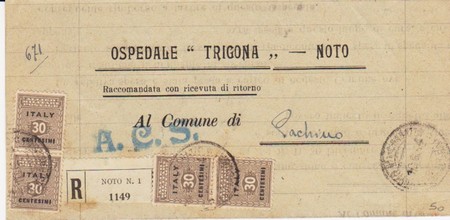 671
OSPEDALE “ TRIGONA „ — NOTO
Raccomandata con ricevuta di ritorno
Al Comune di
Pachino
A.C.S.
ITALY
30
CENTESIMI
ITALY
30
CENTESIMI
R
NOTO N. 1
1149
ITALY
30
CENTESIMI
ITALY
30
CENTESIMI
50